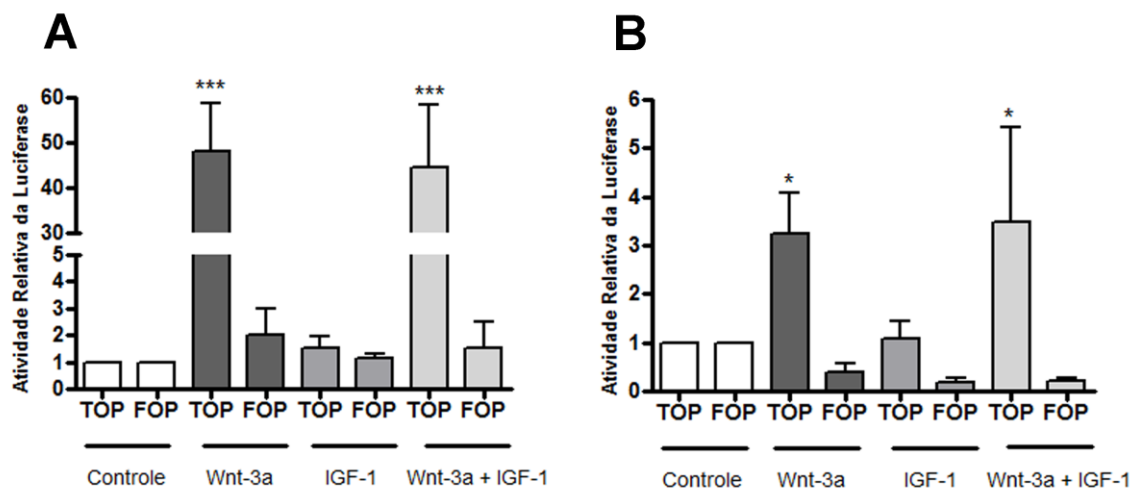 A
Atividade Relativa da Luciferase
60
50
40
30
5
4
3
2
1
0
*** ***
TOP FOP TOP FOP TOP FOP TOP FOP
Controle Wnt-3a IGF-1 Wnt-3a + IGF-1
B
Atividade Relativa da Luciferase
6
5
4
3
2
1
0
* *
TOP FOP TOP FOP TOP FOP TOP FOP
Controle Wnt-3a IGF-1 Wnt-3a + IGF-1